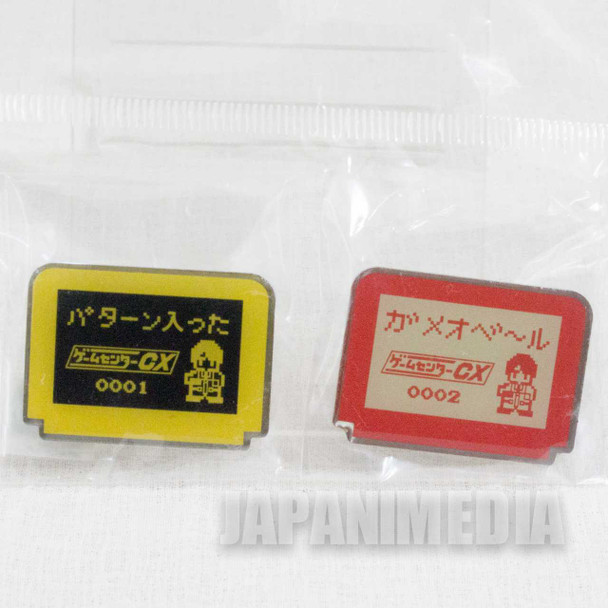 パターン入った
ゲームセンターCX
0001
ガメオベ〜ル
ゲームセンターCX
0002
JAPANIMEDIA